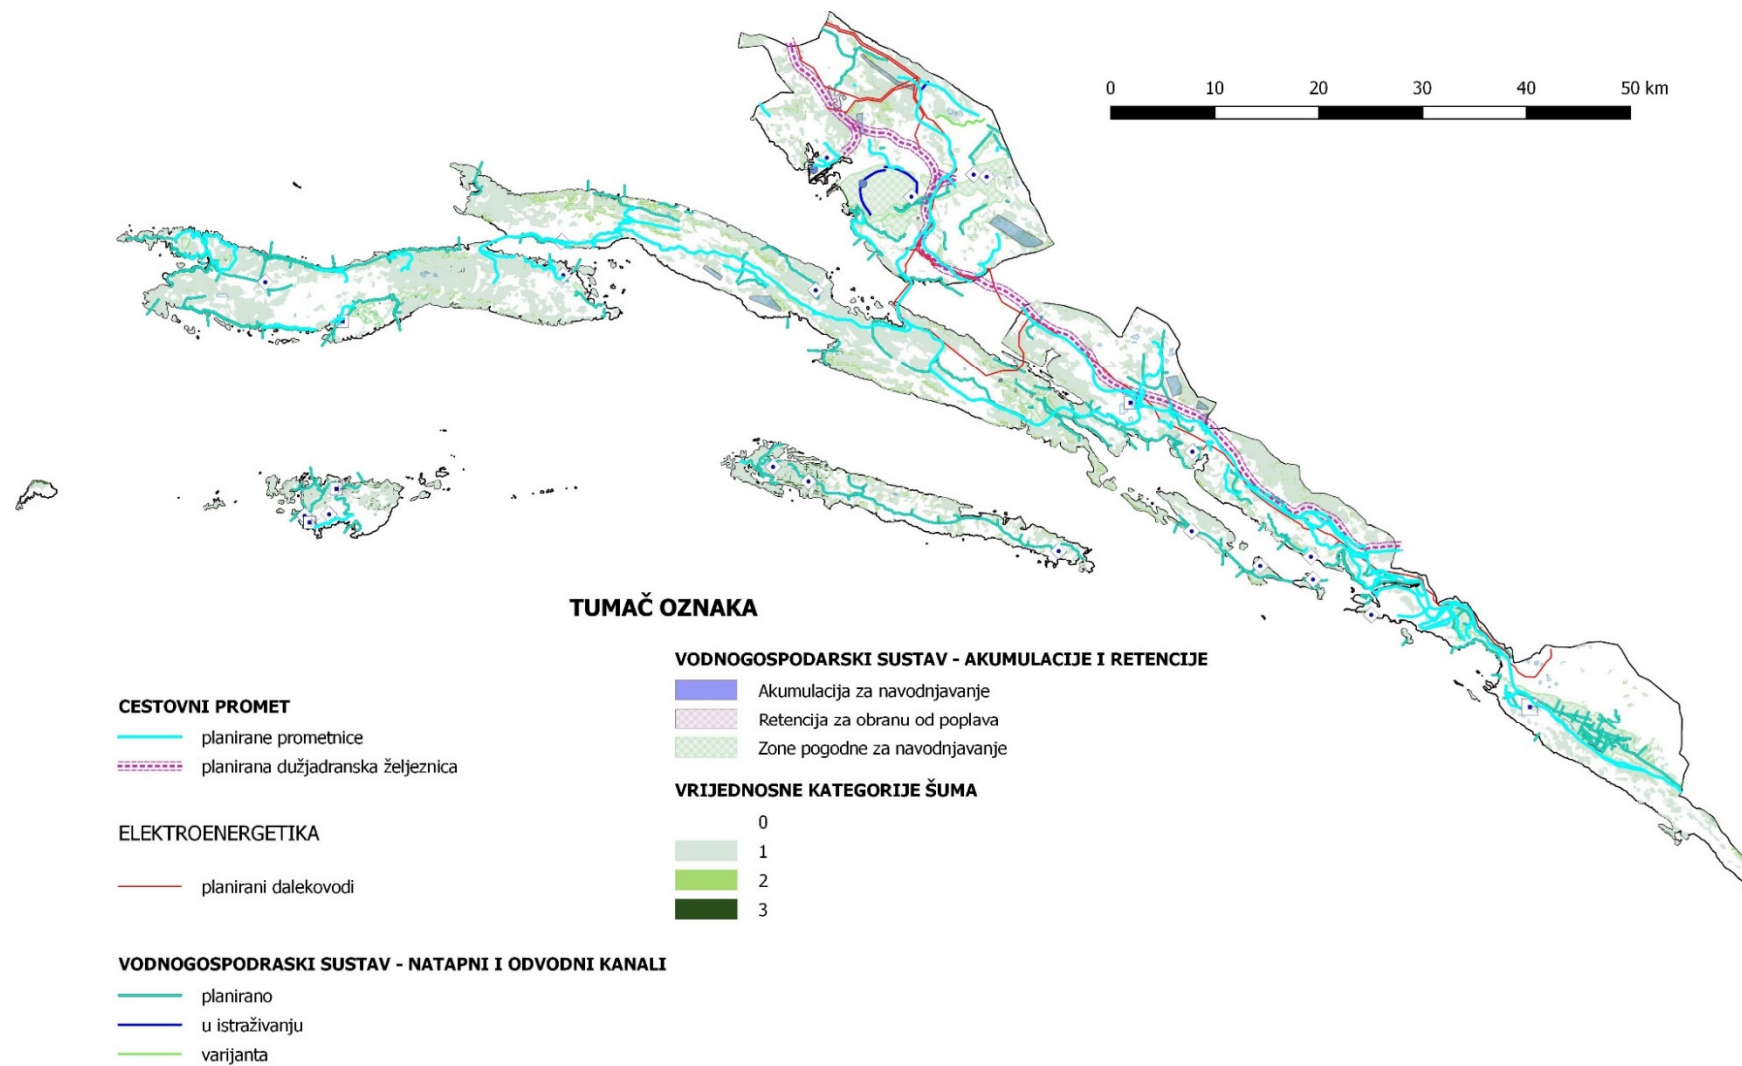 0 10 20 30 40 50 km
TUMAČ OZNAKA
CESTOVNI PROMET
planirane prometnice
planirana dužjadranska željeznica
ELEKTROENERGETIKA
planirani dalekovodi
VODNOGOSPODRASKI SUSTAV - NATAPNI I ODVODNI KANALI
planirano
u istraživanju
varijanta
VODNOGOSPODARSKI SUSTAV - AKUMULACIJE I RETENCIJE
Akumulacija za navodnjavanje
Retencija za obranu od poplava
Zone pogodne za navodnjavanje
VRIJEDNOSNE KATEGORIJE ŠUMA
0
1
2
3